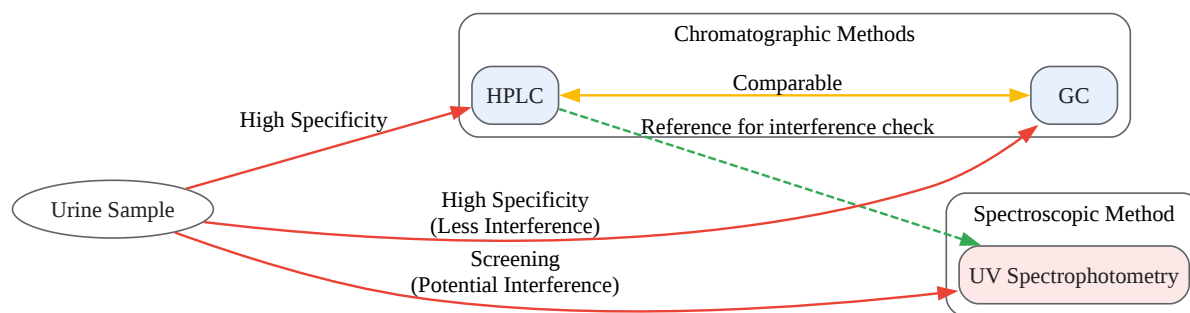 Chromatographic Methods
HPLC
Comparable
GC
High Specificity
Reference for interference check
Urine Sample
High Specificity
(Less Interference)
Spectroscopic Method
Screening
(Potential Interference)
UV Spectrophotometry